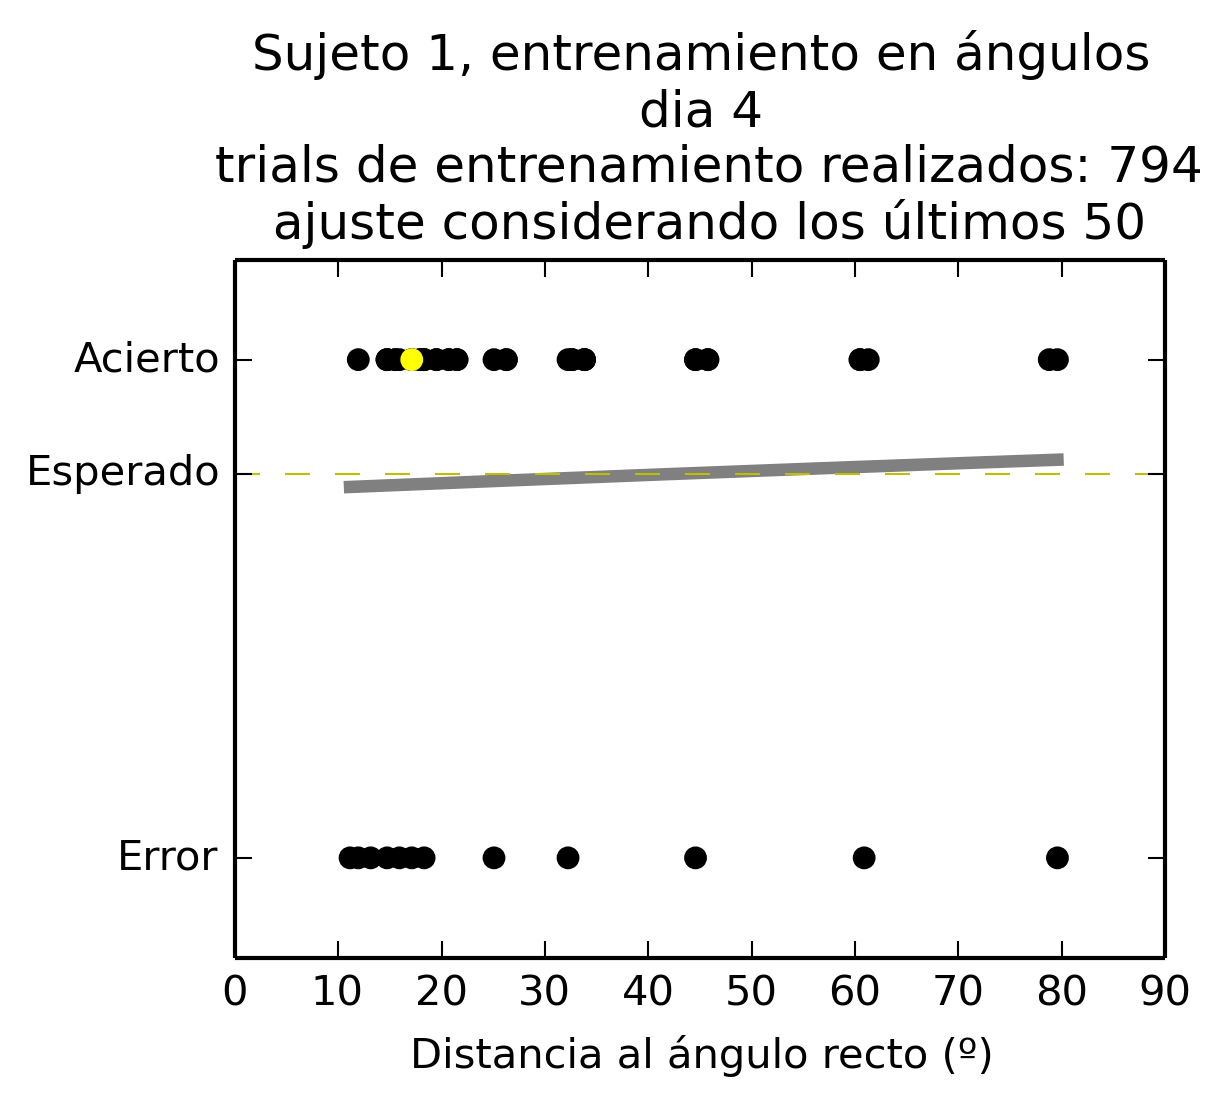 Sujeto 1, entrenamiento en ángulos
dia 4
trials de entrenamiento realizados: 794
ajuste considerando los últimos 50
Acierto
Esperado
Error
0 10 20 30 40 50 60 70 80 90
Distancia al ángulo recto (º)